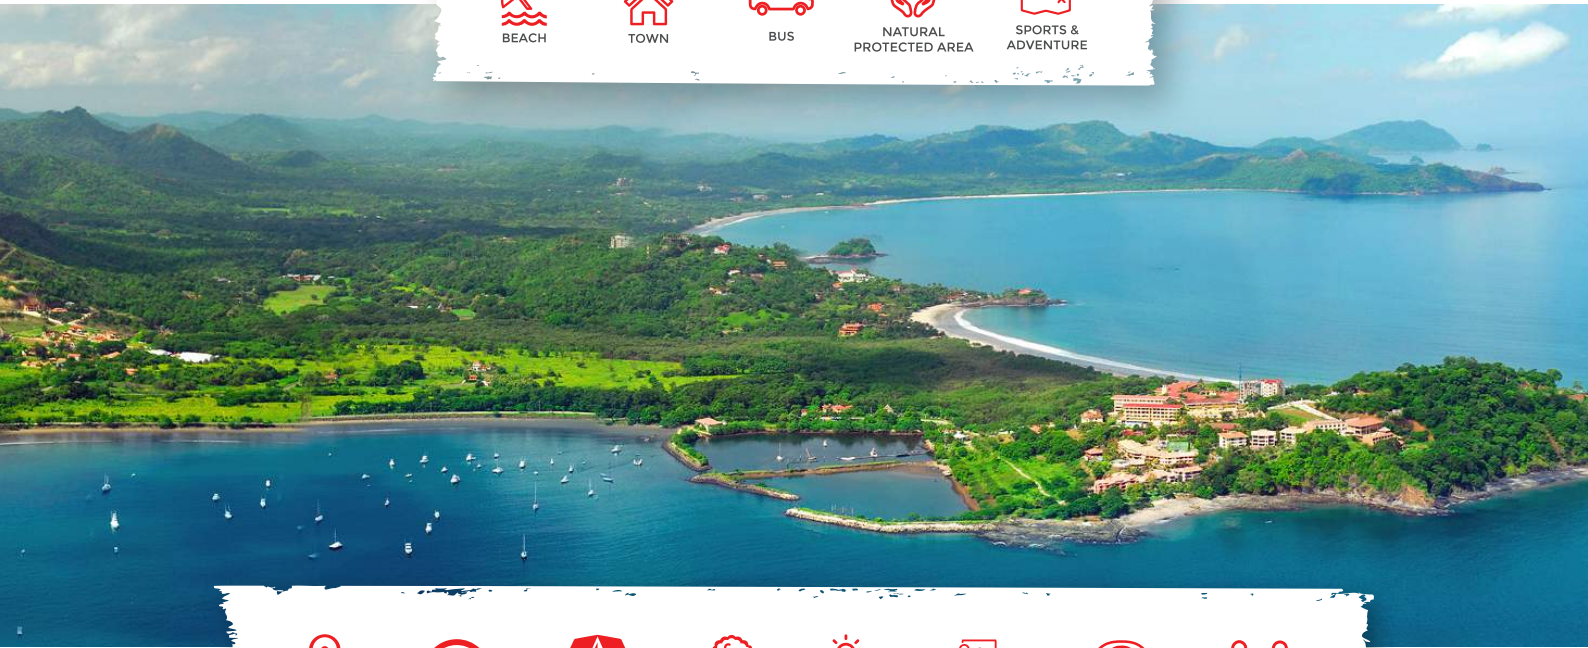 BEACH
TOWN
BUS
NATURAL
PROTECTED AREA
SPORTS &
ADVENTURE